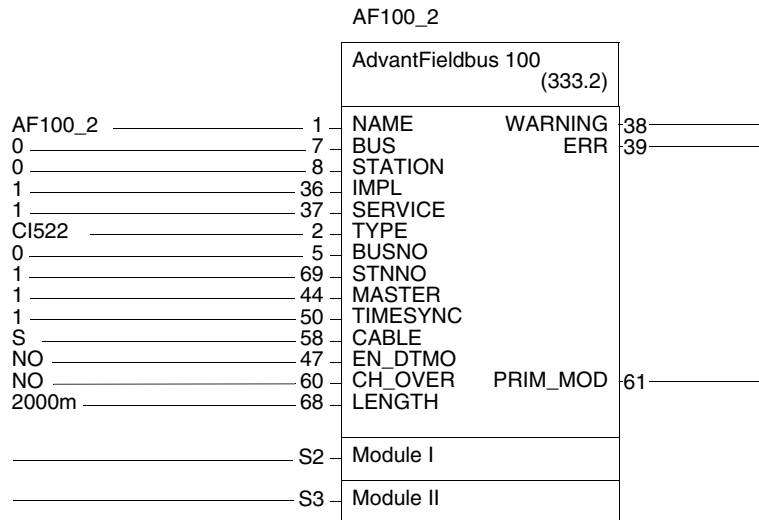 AF100_2
AdvantFieldbus 100
(333.2)
AF100_2 1 NAME WARNING 38
0 7 BUS ERR 39
0 8 STATION
1 36 IMPL
1 37 SERVICE
CI522 2 TYPE
0 5 BUSNO
1 69 STNNO
1 44 MASTER
1 50 TIMESYNC
S 58 CABLE
NO 47 EN_DTMO
NO 60 CH_OVER PRIM_MOD 61
2000m 68 LENGTH
S2 Module I
S3 Module II